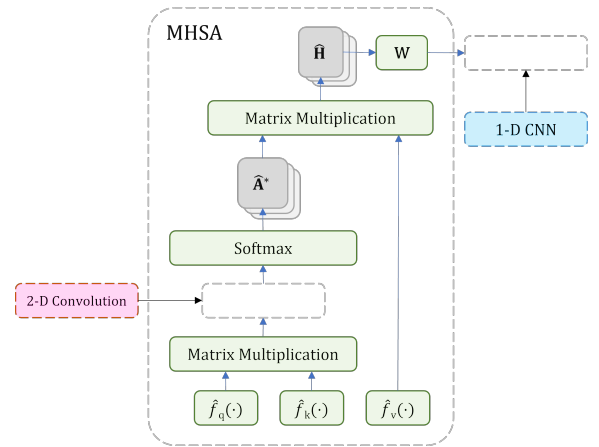 MHSA
Ĥ
W
Matrix Multiplication
1-D CNN
Â*
Softmax
2-D Convolution
Matrix Multiplication
f̂q(·)
f̂k(·)
f̂v(·)